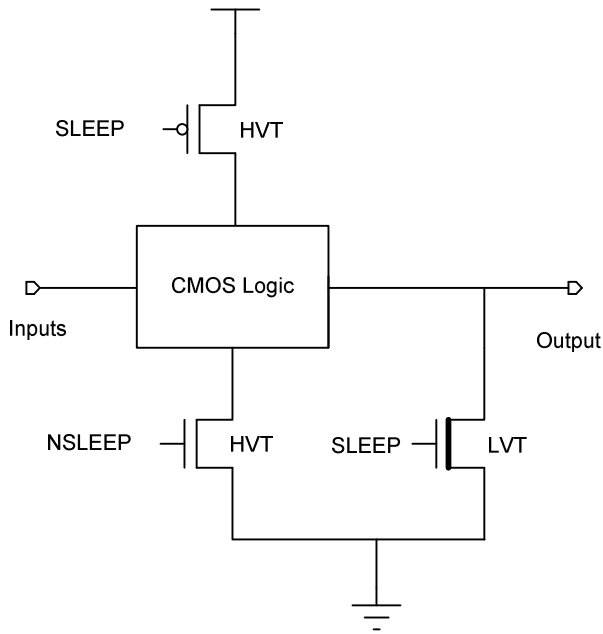 SLEEP
HVT
CMOS Logic
Inputs
Output
NSLEEP
HVT
SLEEP
LVT